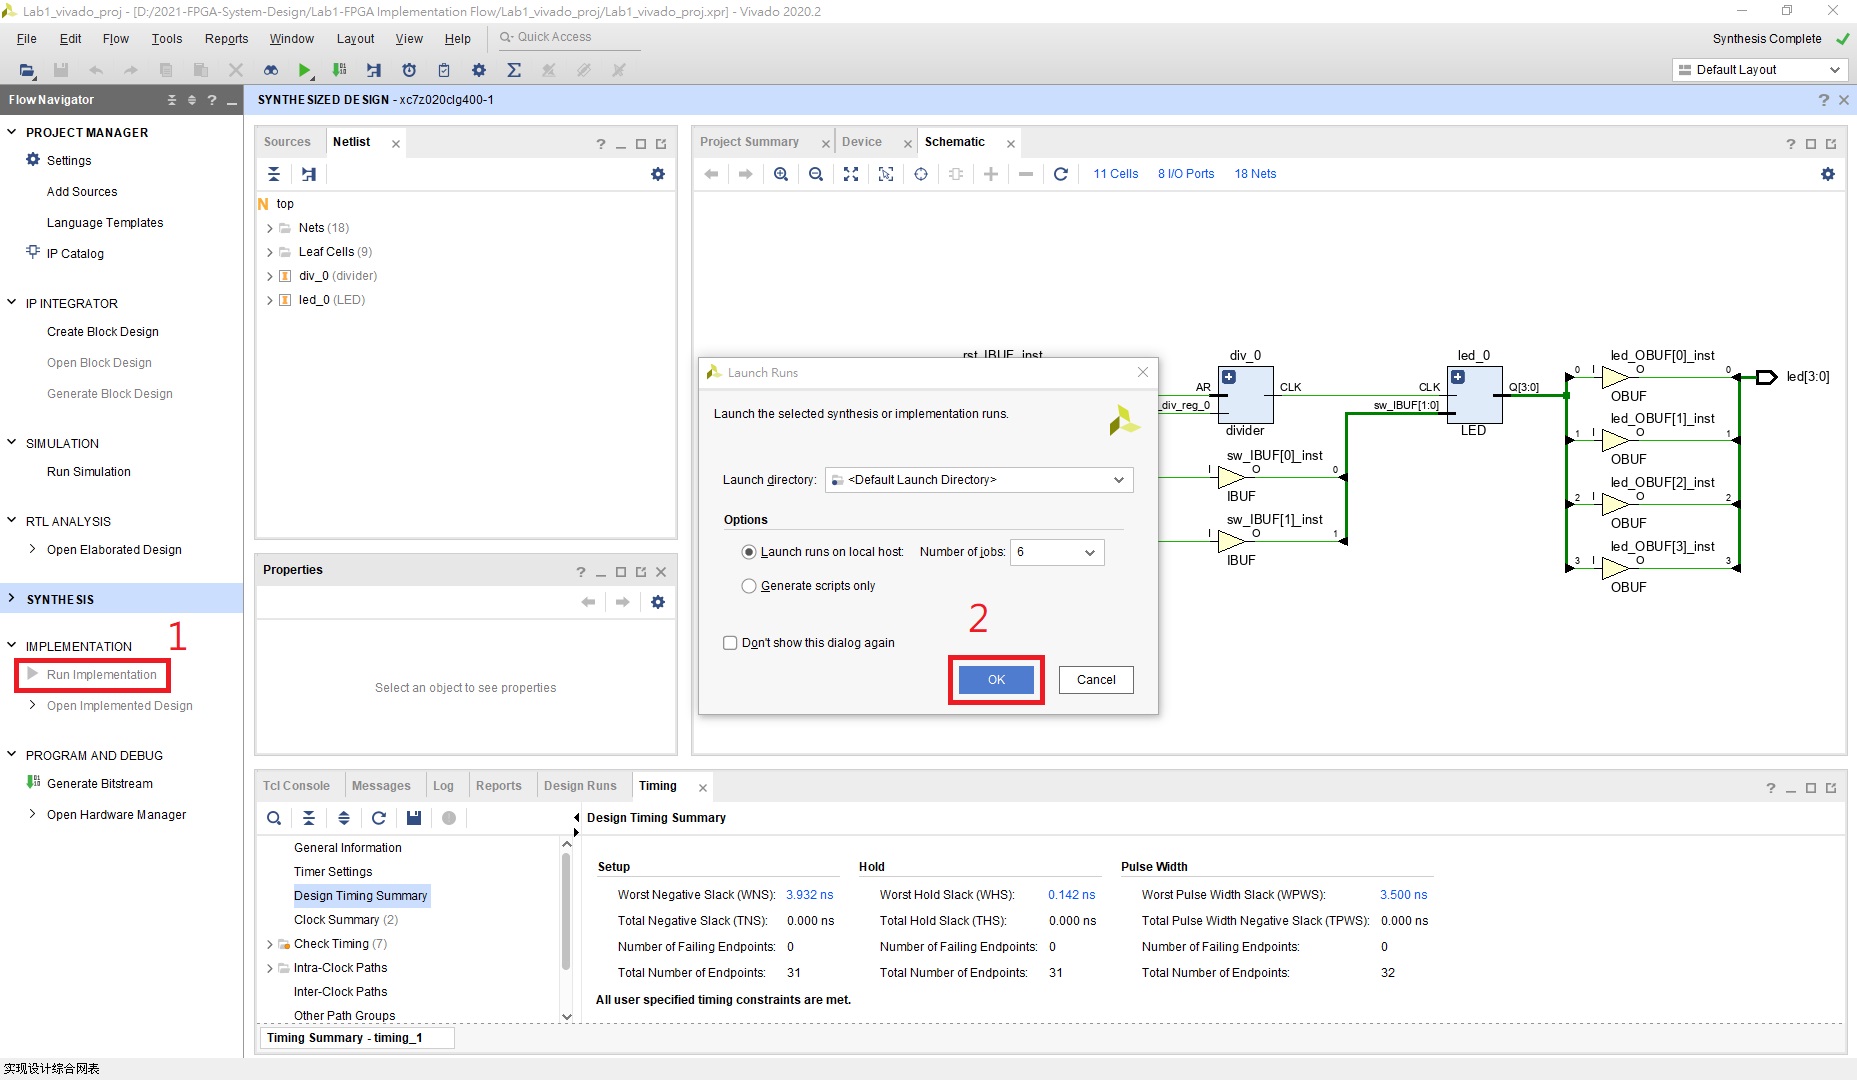 Lab1_vivado_proj - [D:/2021-FPGA-System-Design/Lab1-FPGA Implementation Flow/Lab1_vivado_proj/Lab1_vivado_proj.xpr] - Vivado 2020.2
File Edit Flow Tools Reports Window Layout View Help Quick Access
Synthesis Complete
Default Layout
Flow Navigator
SYNTHESIZED DESIGN - xc7z020clg400-1
PROJECT MANAGER
Settings
Add Sources
Language Templates
IP Catalog
IP INTEGRATOR
Create Block Design
Open Block Design
Generate Block Design
SIMULATION
Run Simulation
RTL ANALYSIS
Open Elaborated Design
SYNTHESIS
IMPLEMENTATION
1
Run Implementation
Open Implemented Design
PROGRAM AND DEBUG
Generate Bitstream
Open Hardware Manager
Sources Netlist
N top
Nets (18)
Leaf Cells (9)
div_0 (divider)
led_0 (LED)
Properties
Select an object to see properties
Project Summary Device Schematic
11 Cells 8 I/O Ports 18 Nets
rst_IBUF_inst
div_0
AR
_div_reg_0
CLK
divider
sw_IBUF[0]_inst
I
O
0
IBUF
sw_IBUF[1]_inst
I
O
1
IBUF
led_0
CLK
sw_IBUF[1:0]
Q[3:0]
LED
led_OBUF[0]_inst
0
I
O
0
OBUF
led[3:0]
led_OBUF[1]_inst
1
I
O
1
OBUF
led_OBUF[2]_inst
2
I
O
2
OBUF
led_OBUF[3]_inst
3
I
O
3
OBUF
Launch Runs
Launch the selected synthesis or implementation runs.
Launch directory: <Default Launch Directory>
Options
Launch runs on local host: Number of jobs: 6
Generate scripts only
2
Don't show this dialog again
OK Cancel
Tcl Console Messages Log Reports Design Runs Timing
General Information
Timer Settings
Design Timing Summary
Clock Summary (2)
Check Timing (7)
Intra-Clock Paths
Inter-Clock Paths
Other Path Groups
Design Timing Summary
Setup Hold Pulse Width
Worst Negative Slack (WNS): 3.932 ns Worst Hold Slack (WHS): 0.142 ns Worst Pulse Width Slack (WPWS): 3.500 ns
Total Negative Slack (TNS): 0.000 ns Total Hold Slack (THS): 0.000 ns Total Pulse Width Negative Slack (TPWS): 0.000 ns
Number of Failing Endpoints: 0 Number of Failing Endpoints: 0 Number of Failing Endpoints: 0
Total Number of Endpoints: 31 Total Number of Endpoints: 31 Total Number of Endpoints: 32
All user specified timing constraints are met.
Timing Summary - timing_1
实现设计综合网表